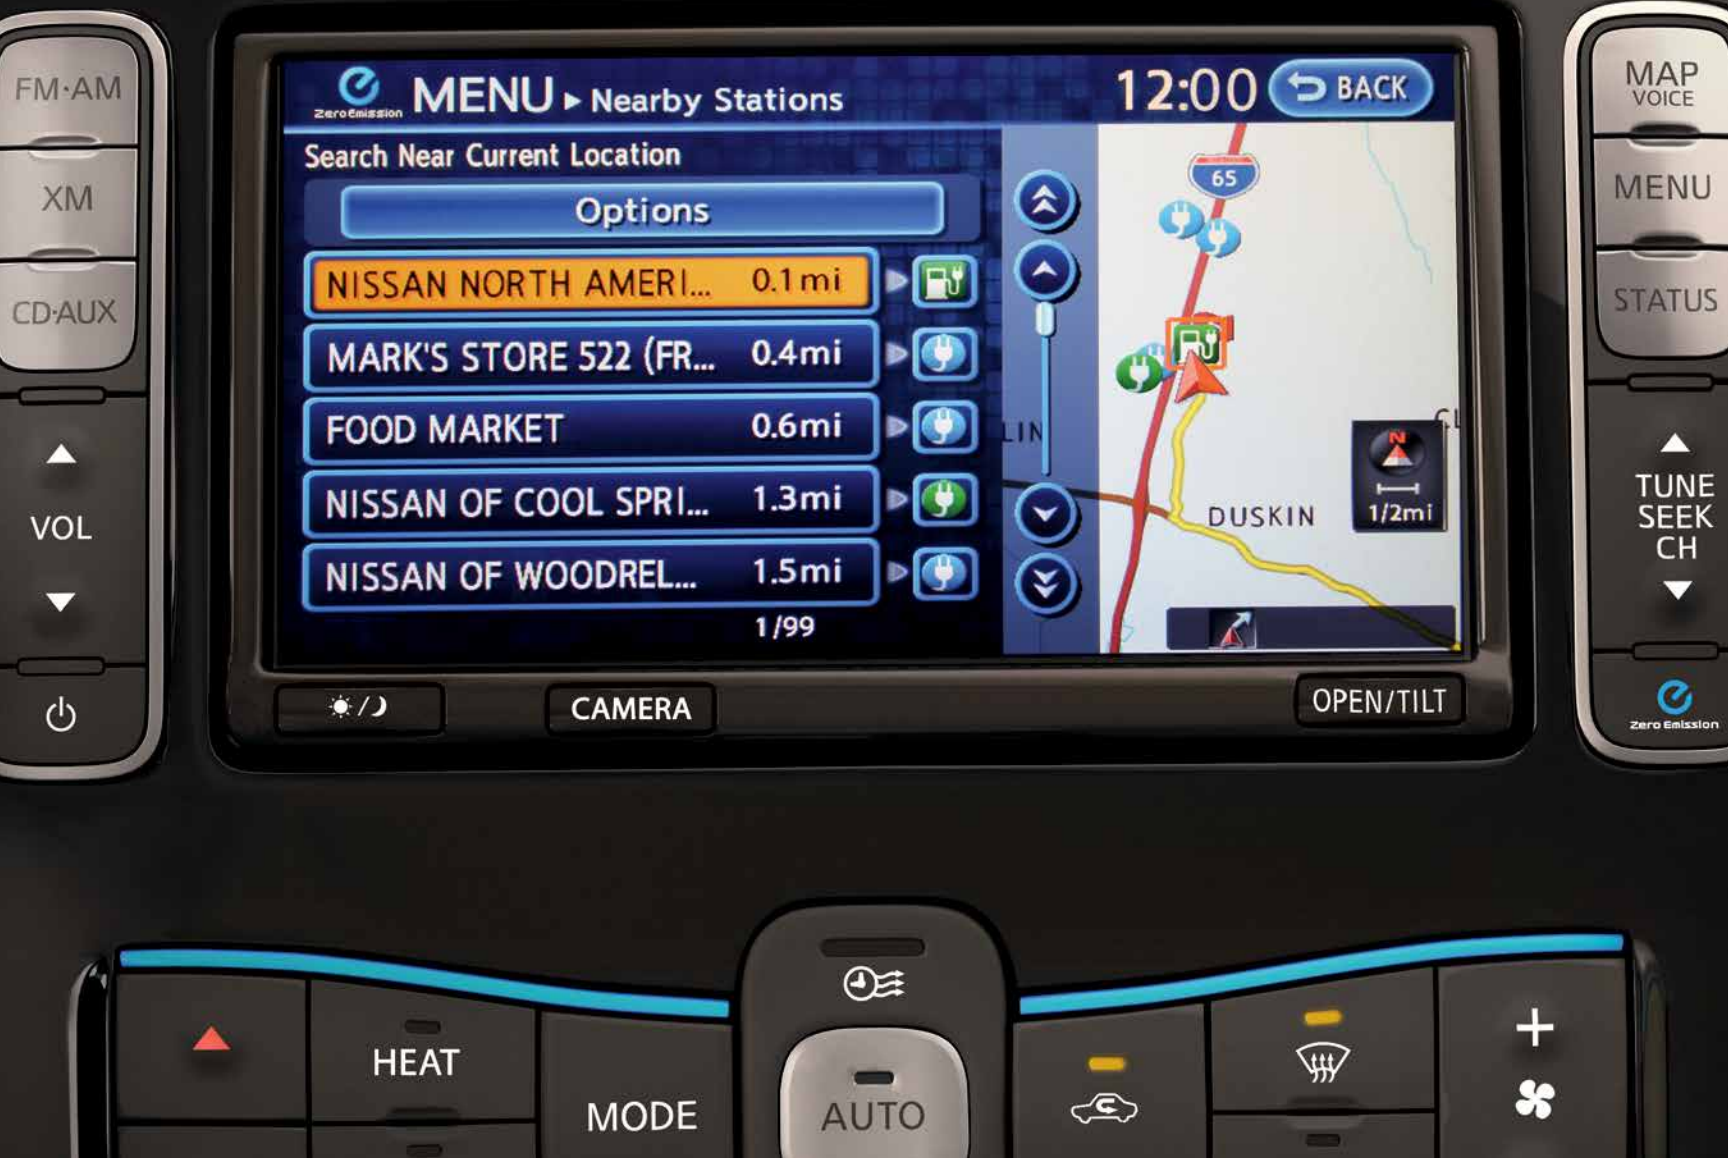 FM·AM
XM
CD·AUX
VOL
Zero Emission
MENU ▸ Nearby Stations
12:00
BACK
Search Near Current Location
Options
NISSAN NORTH AMERI... 0.1mi
MARK'S STORE 522 (FR... 0.4mi
FOOD MARKET 0.6mi
NISSAN OF COOL SPRI... 1.3mi
NISSAN OF WOODREL... 1.5mi
1/99
65
LIN
DUSKIN
N
1/2mi
CAMERA
OPEN/TILT
MAP
VOICE
MENU
STATUS
TUNE
SEEK
CH
Zero Emission
HEAT
MODE
AUTO